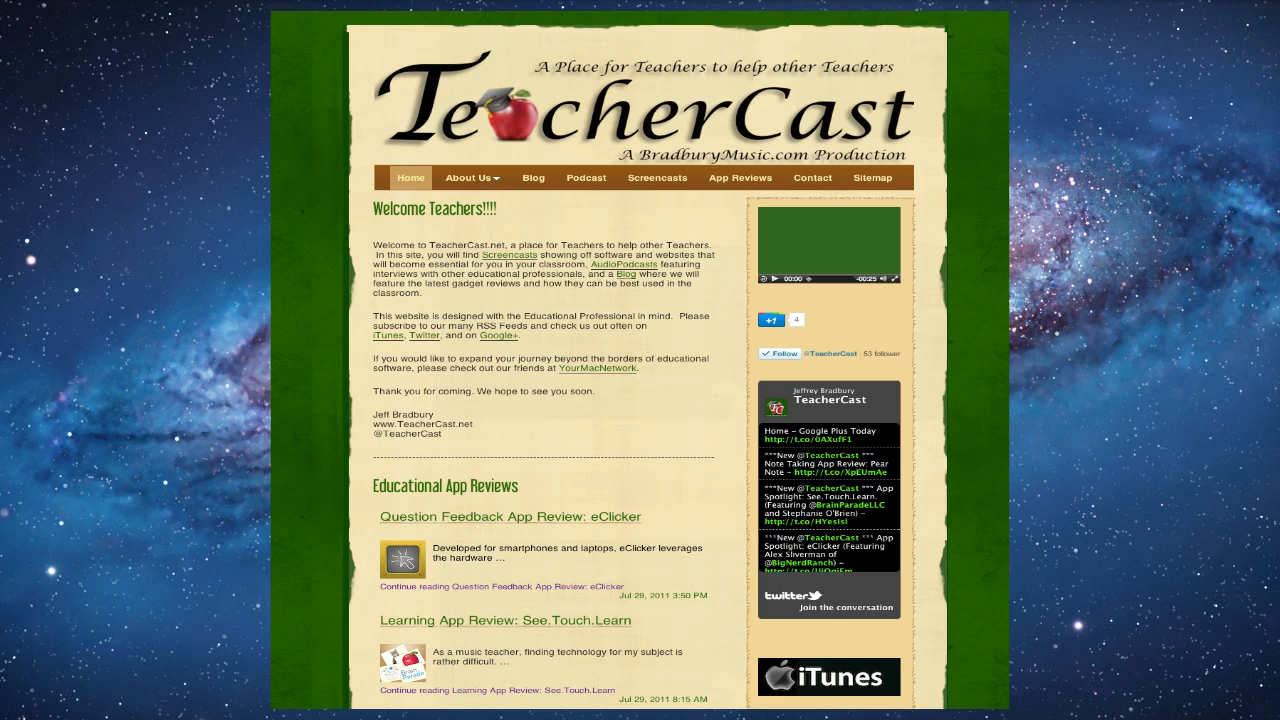 A Place for Teachers to help other Teachers
TeacherCast
A BradburyMusic.com Production
Home About Us Blog Podcast Screencasts App Reviews Contact Sitemap
Welcome Teachers!!!!
Welcome to TeacherCast.net, a place for Teachers to help other Teachers.
In this site, you will find Screencasts showing off software and websites that
will become essential for you in your classroom, AudioPodcasts featuring
interviews with other educational professionals, and a Blog where we will
feature the latest gadget reviews and how they can be best used in the
classroom.
This website is designed with the Educational Professional in mind. Please
subscribe to our many RSS Feeds and check us out often on
iTunes, Twitter, and on Google+.
If you would like to expand your journey beyond the borders of educational
software, please check out our friends at YourMacNetwork.
Thank you for coming. We hope to see you soon.
Jeff Bradbury
www.TeacherCast.net
@TeacherCast
Educational App Reviews
Question Feedback App Review: eClicker
Developed for smartphones and laptops, eClicker leverages
the hardware ...
Continue reading Question Feedback App Review: eClicker
Jul 29, 2011 3:50 PM
Learning App Review: See.Touch.Learn
Brain
Parade
As a music teacher, finding technology for my subject is
rather difficult. ...
Continue reading Learning App Review: See.Touch.Learn
Jul 29, 2011 8:15 AM
00:00 -00:25
+1 4
Follow @TeacherCast · 53 follower
TC
Jeffrey Bradbury
TeacherCast
Home – Google Plus Today
http://t.co/0AXufF1
***New @TeacherCast ***
Note Taking App Review: Pear
Note – http://t.co/XpEUmAe
***New @TeacherCast *** App
Spotlight: See.Touch.Learn.
(Featuring @BrainParadeLLC
and Stephanie O'Brien) –
http://t.co/HYesIsl
***New @TeacherCast *** App
Spotlight: eClicker (Featuring
Alex Sliverman of
@BigNerdRanch) –
twitter
Join the conversation
iTunes